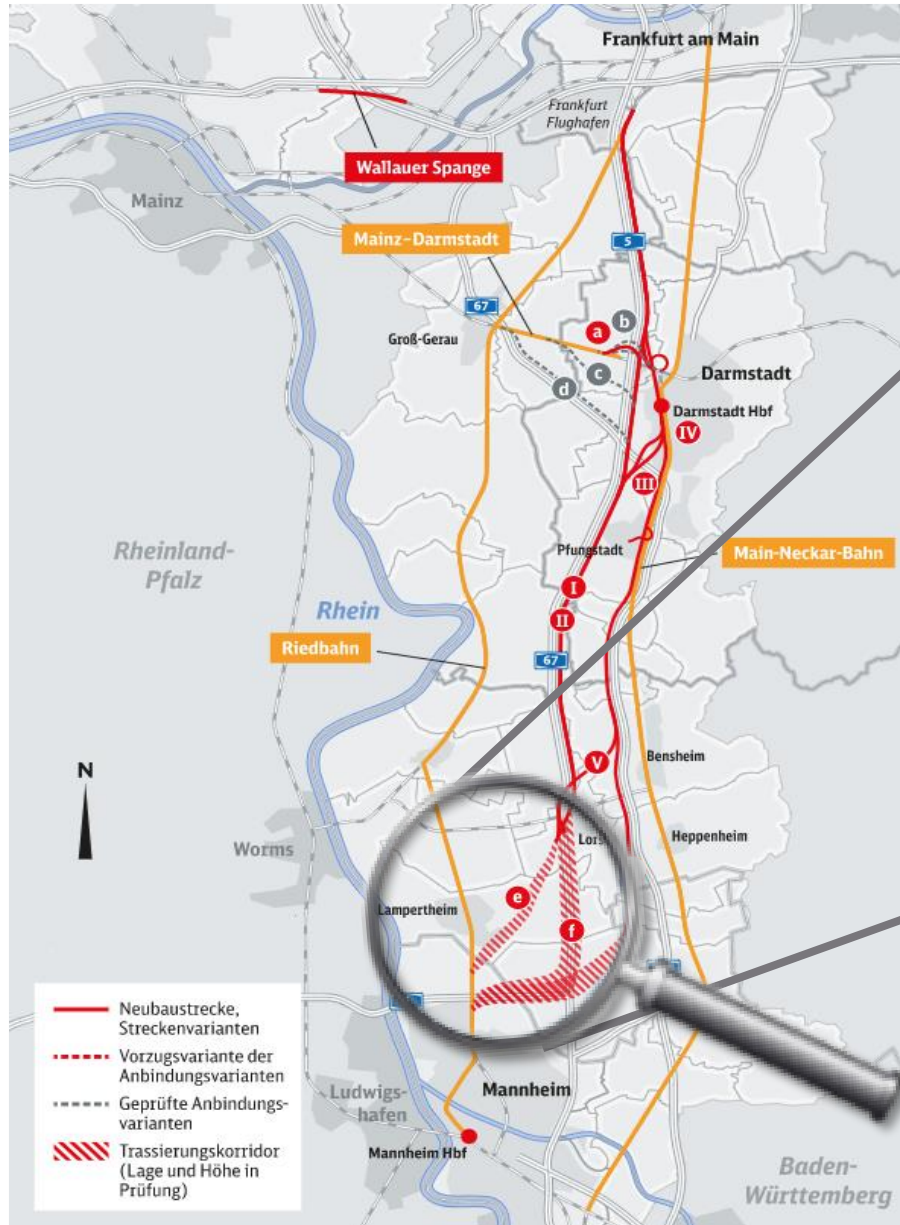 Frankfurt am Main
Frankfurt
Flughafen
Wallauer Spange
Mainz
Mainz–Darmstadt
5
67
Groß-Gerau
a
b
c
d
Darmstadt
Darmstadt Hbf
IV
III
Pfungstadt
Main-Neckar-Bahn
Rheinland-
Pfalz
Rhein
I
II
Riedbahn
67
V
Bensheim
N
Worms
Lorsch
Heppenheim
e
Lampertheim
f
Neubaustrecke,
Streckenvarianten
Vorzugsvariante der
Anbindungsvarianten
Geprüfte Anbindungs-
varianten
Trassierungskorridor
(Lage und Höhe in
Prüfung)
Ludwigs-
hafen
Mannheim
Mannheim Hbf
Baden-
Württemberg